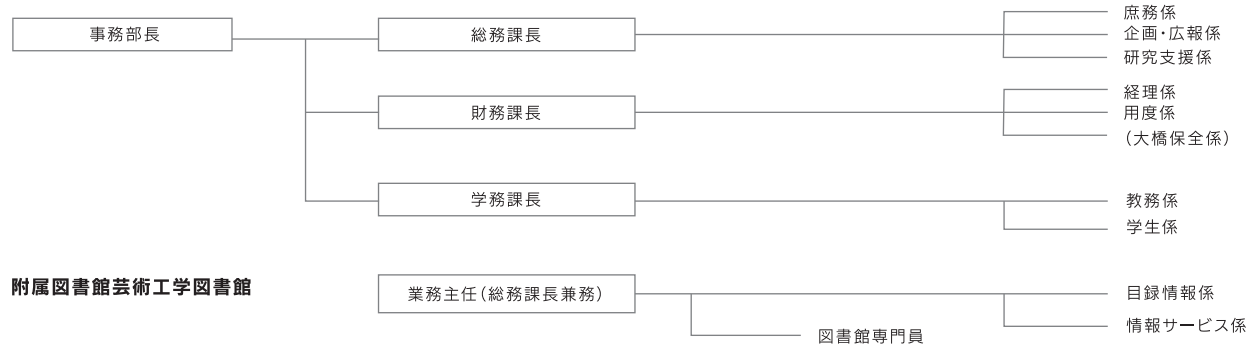 事務部長
総務課長
庶務係
企画・広報係
研究支援係
財務課長
経理係
用度係
(大橋保全係)
学務課長
教務係
学生係
附属図書館芸術工学図書館
業務主任(総務課長兼務)
目録情報係
情報サービス係
図書館専門員